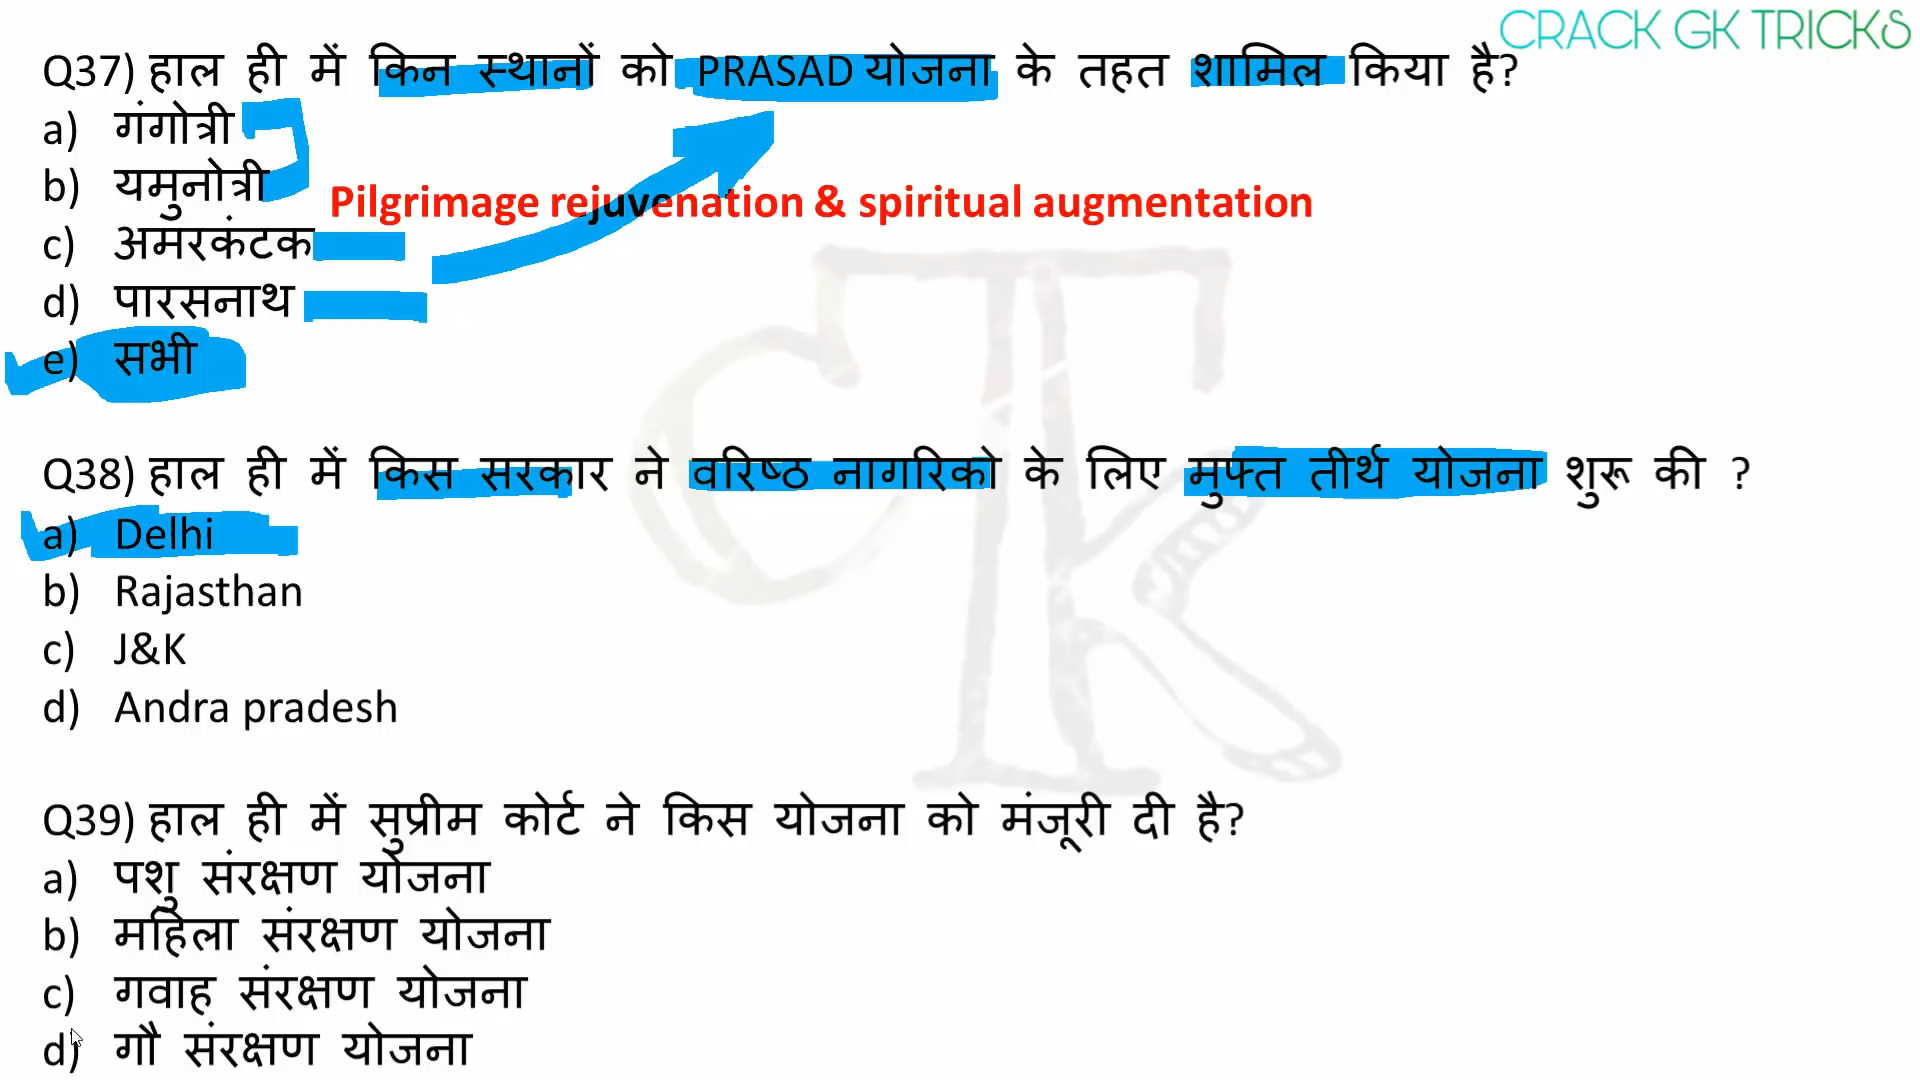 CRACK GK TRICKS
Q37) हाल ही में किन स्थानों को PRASAD योजना के तहत शामिल किया है?
a) गंगोत्री
b) यमुनोत्री
Pilgrimage rejuvenation & spiritual augmentation
c) अमरकंटक
d) पारसनाथ
e) सभी
Q38) हाल ही में किस सरकार ने वरिष्ठ नागरिको के लिए मुफ्त तीर्थ योजना शुरू की ?
a) Delhi
b) Rajasthan
c) J&K
d) Andra pradesh
Q39) हाल ही में सुप्रीम कोर्ट ने किस योजना को मंजूरी दी है?
a) पशु संरक्षण योजना
b) महिला संरक्षण योजना
c) गवाह संरक्षण योजना
d) गौ संरक्षण योजना
CTK